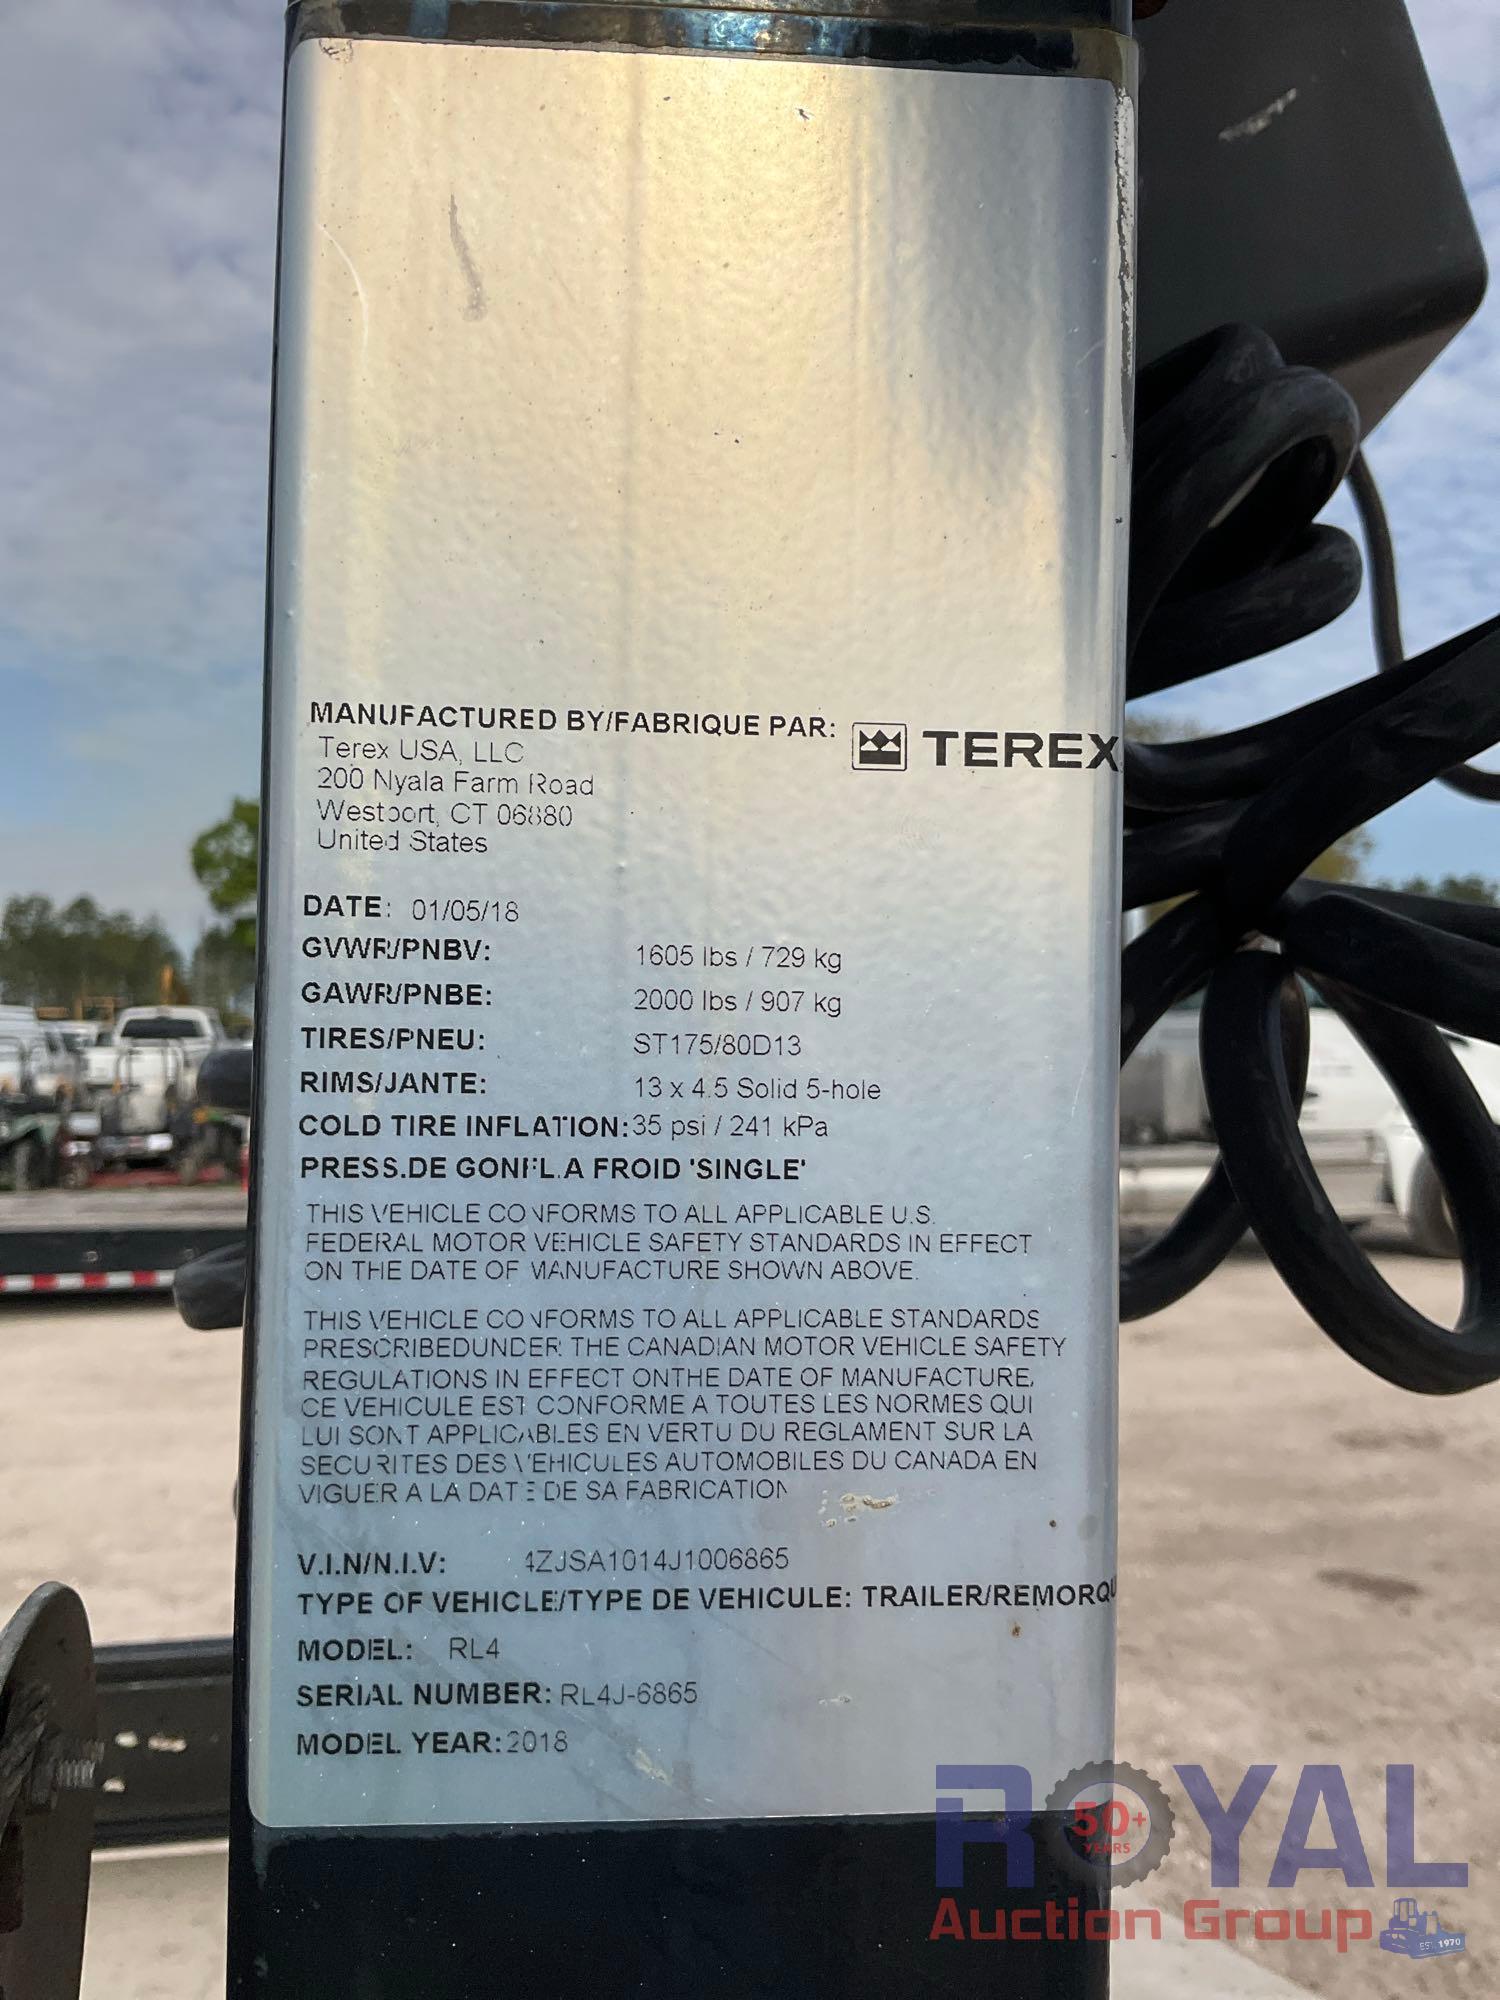 MANUFACTURED BY/FABRIQUE PAR: TEREX
Terex USA, LLC
200 Nyala Farm Road
Westport, CT 06880
United States
DATE: 01/05/18
GVWR/PNBV: 1605 lbs / 729 kg
GAWR/PNBE: 2000 lbs / 907 kg
TIRES/PNEU: ST175/80D13
RIMS/JANTE: 13 x 4.5 Solid 5-hole
COLD TIRE INFLATION: 35 psi / 241 kPa
PRESS.DE GONFL.A FROID 'SINGLE'
THIS VEHICLE CONFORMS TO ALL APPLICABLE U.S.
FEDERAL MOTOR VEHICLE SAFETY STANDARDS IN EFFECT
ON THE DATE OF MANUFACTURE SHOWN ABOVE.
THIS VEHICLE CONFORMS TO ALL APPLICABLE STANDARDS
PRESCRIBEDUNDER THE CANADIAN MOTOR VEHICLE SAFETY
REGULATIONS IN EFFECT ONTHE DATE OF MANUFACTURE.
CE VEHICULE EST CONFORME A TOUTES LES NORMES QUI
LUI SONT APPLICABLES EN VERTU DU REGLAMENT SUR LA
SECURITES DES VEHICULES AUTOMOBILES DU CANADA EN
VIGUER A LA DATE DE SA FABRICATION
V.I.N/N.I.V: 4ZJSA1014J1006865
TYPE OF VEHICLE/TYPE DE VEHICULE: TRAILER/REMORQU
MODEL: RL4
SERIAL NUMBER: RL4J-6865
MODEL YEAR: 2018
ROYAL
50+
YEARS
Auction Group
EST. 1970